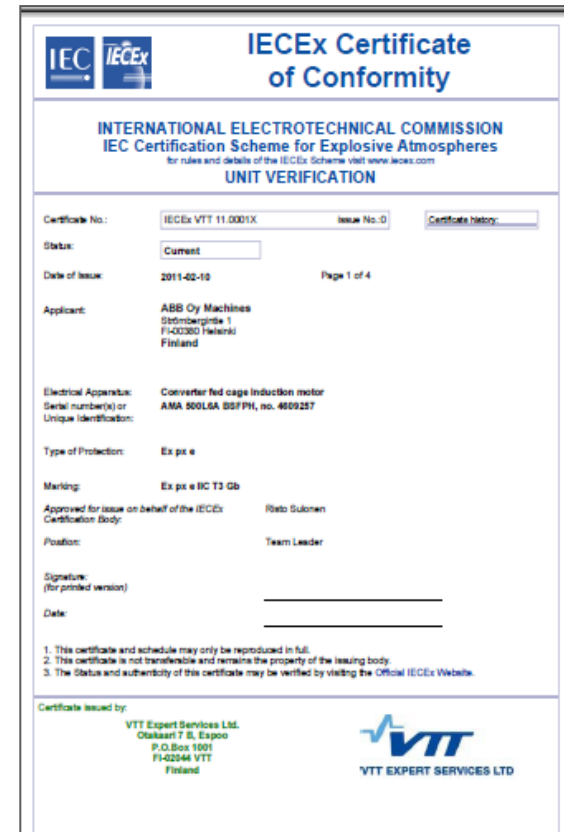 IEC IECEx
IECEx Certificate
of Conformity
INTERNATIONAL ELECTROTECHNICAL COMMISSION
IEC Certification Scheme for Explosive Atmospheres
for rules and details of the IECEx Scheme visit www.iecex.com
UNIT VERIFICATION
Certificate No.: IECEx VTT 11.0001X Issue No.:0 Certificate history:
Status: Current
Date of Issue: 2011-02-10 Page 1 of 4
Applicant: ABB Oy Machines
Strömbergintie 1
FI-00380 Helsinki
Finland
Electrical Apparatus: Converter fed cage induction motor
Serial number(s) or AMA 500L6A BSFPH, no. 4609257
Unique Identification:
Type of Protection: Ex px e
Marking: Ex px e IIC T3 Gb
Approved for issue on behalf of the IECEx Risto Sulonen
Certification Body:
Position: Team Leader
Signature:
(for printed version)
Date:
1. This certificate and schedule may only be reproduced in full.
2. This certificate is not transferable and remains the property of the issuing body.
3. The Status and authenticity of this certificate may be verified by visiting the Official IECEx Website.
Certificate issued by:
VTT Expert Services Ltd.
Otakaari 7 B, Espoo
P.O.Box 1001
FI-02044 VTT
Finland
VTT
VTT EXPERT SERVICES LTD